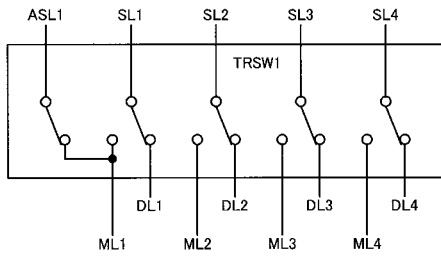 ASL1 SL1 SL2 SL3 SL4
TRSW1
DL1 DL2 DL3 DL4
ML1 ML2 ML3 ML4